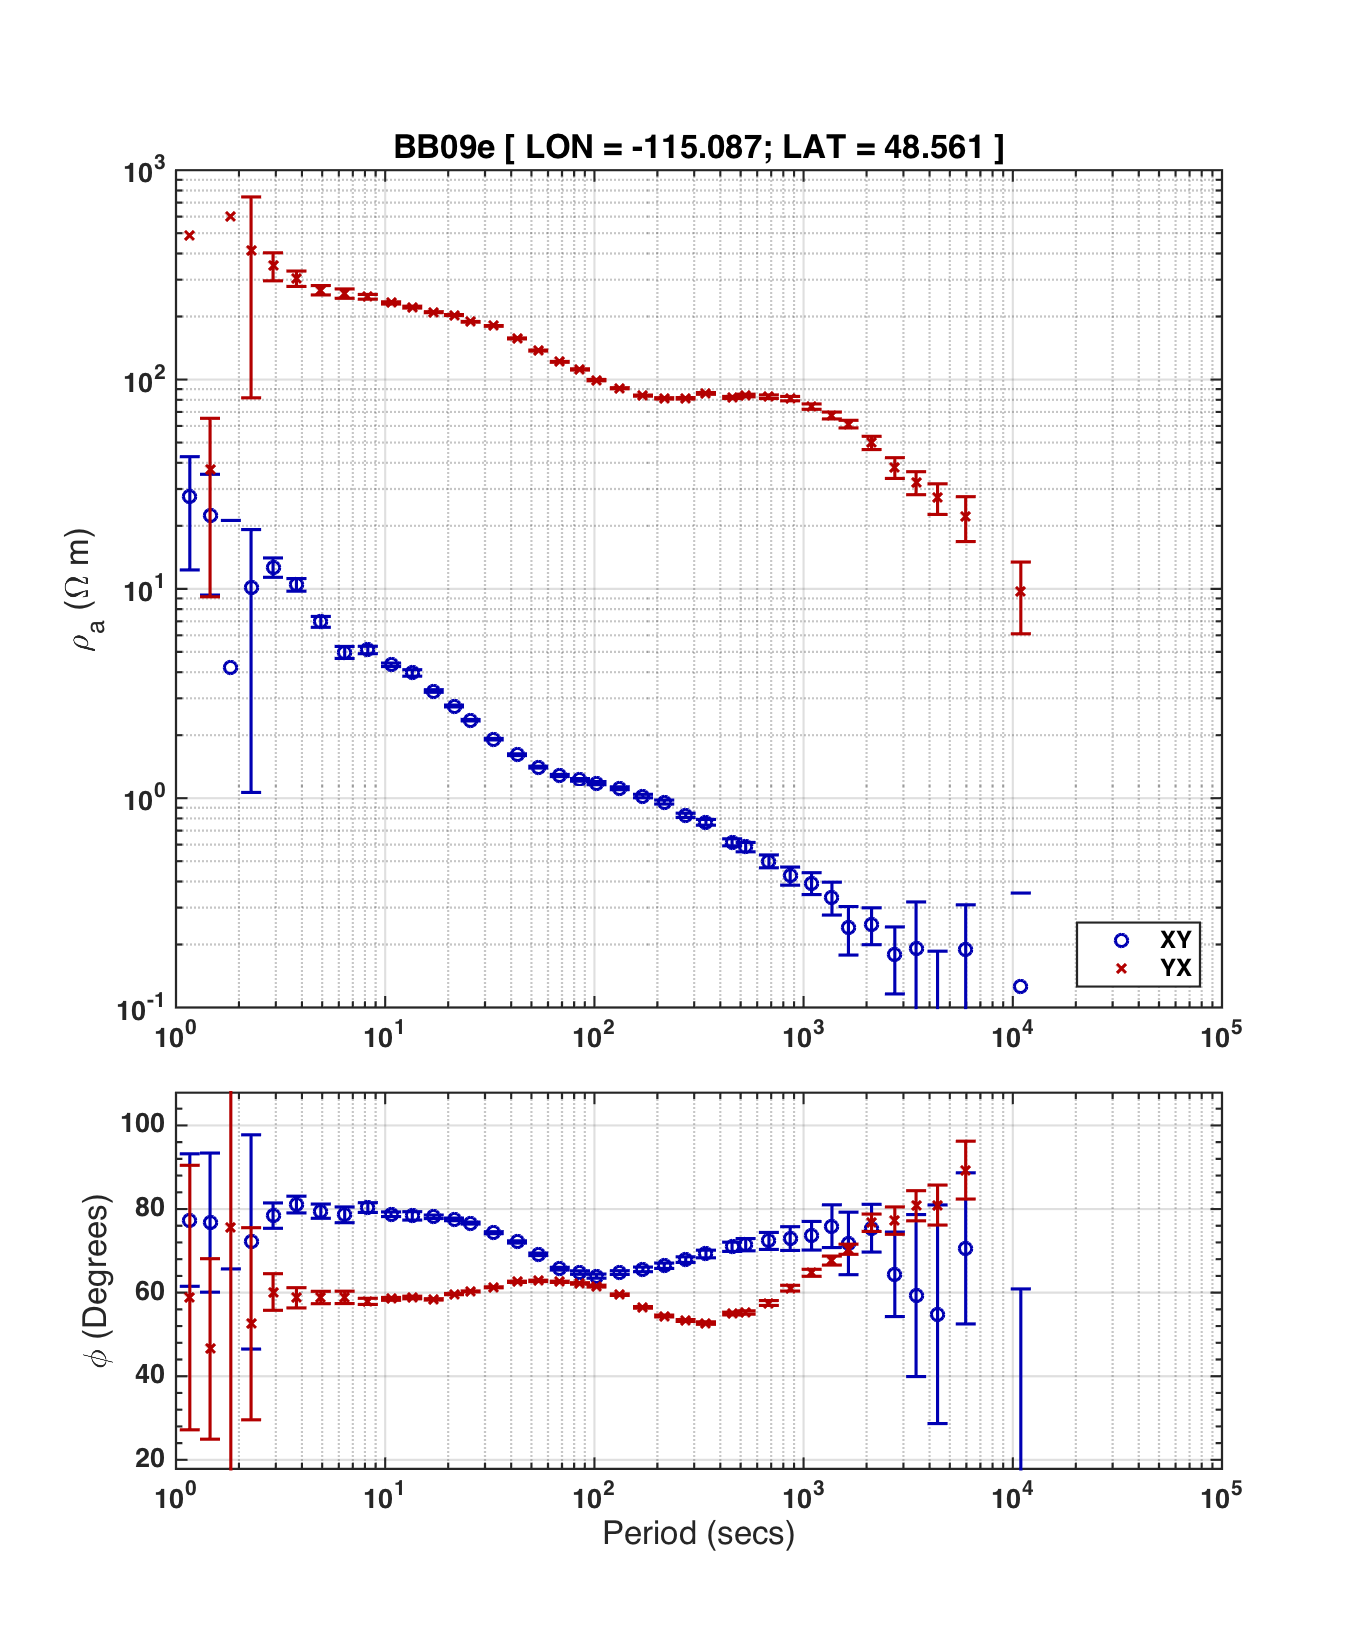 BB09e [ LON = -115.087; LAT = 48.561 ]
10³
10²
10¹
10⁰
10⁻¹
ρₐ (Ω m)
XY
YX
10⁰ 10¹ 10² 10³ 10⁴ 10⁵
100
80
60
40
20
ϕ (Degrees)
10⁰ 10¹ 10² 10³ 10⁴ 10⁵
Period (secs)